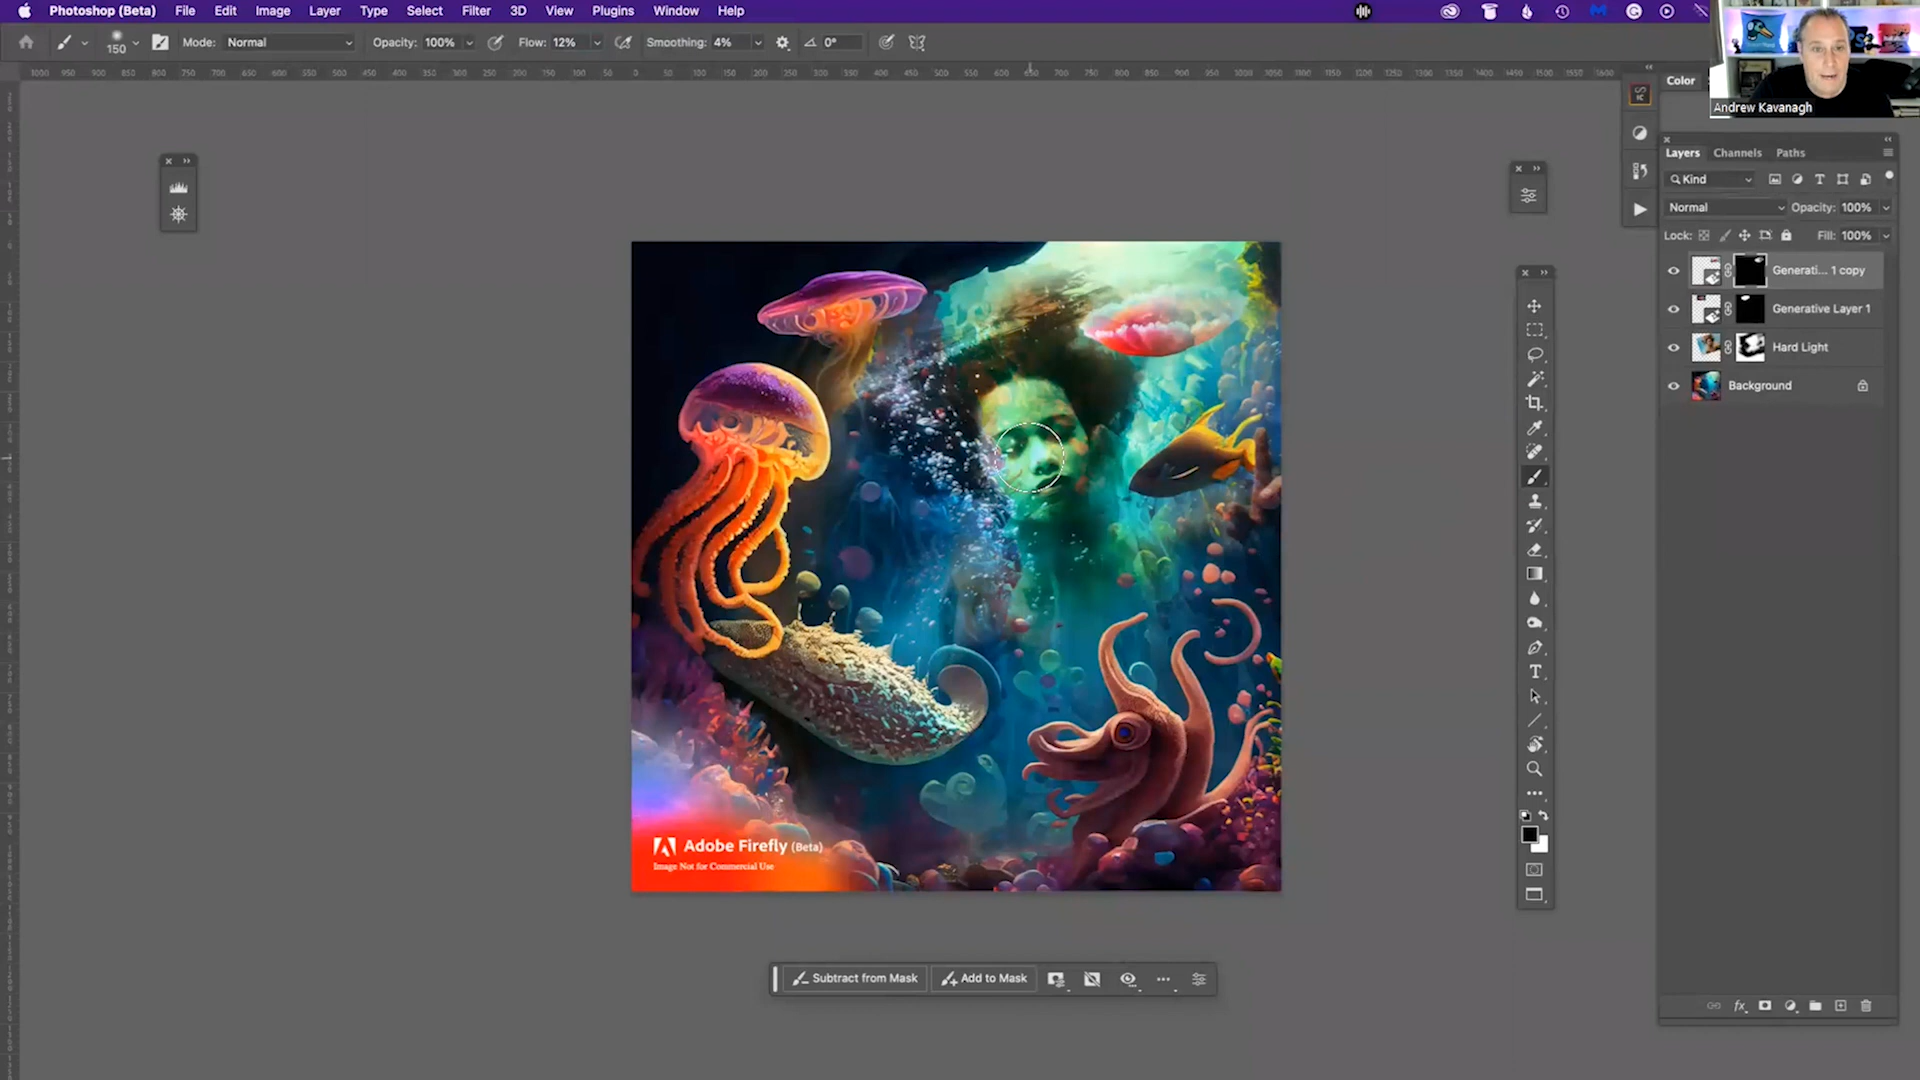 Photoshop (Beta) File Edit Image Layer Type Select Filter 3D View Plugins Window Help
150 Mode: Normal Opacity: 100% Flow: 12% Smoothing: 4% 0°
Andrew Kavanagh
Color
Layers Channels Paths
Kind
Normal Opacity: 100%
Lock: Fill: 100%
Generati... 1 copy
Generative Layer 1
Hard Light
Background
Adobe Firefly (Beta)
Image Not for Commercial Use
Subtract from Mask Add to Mask